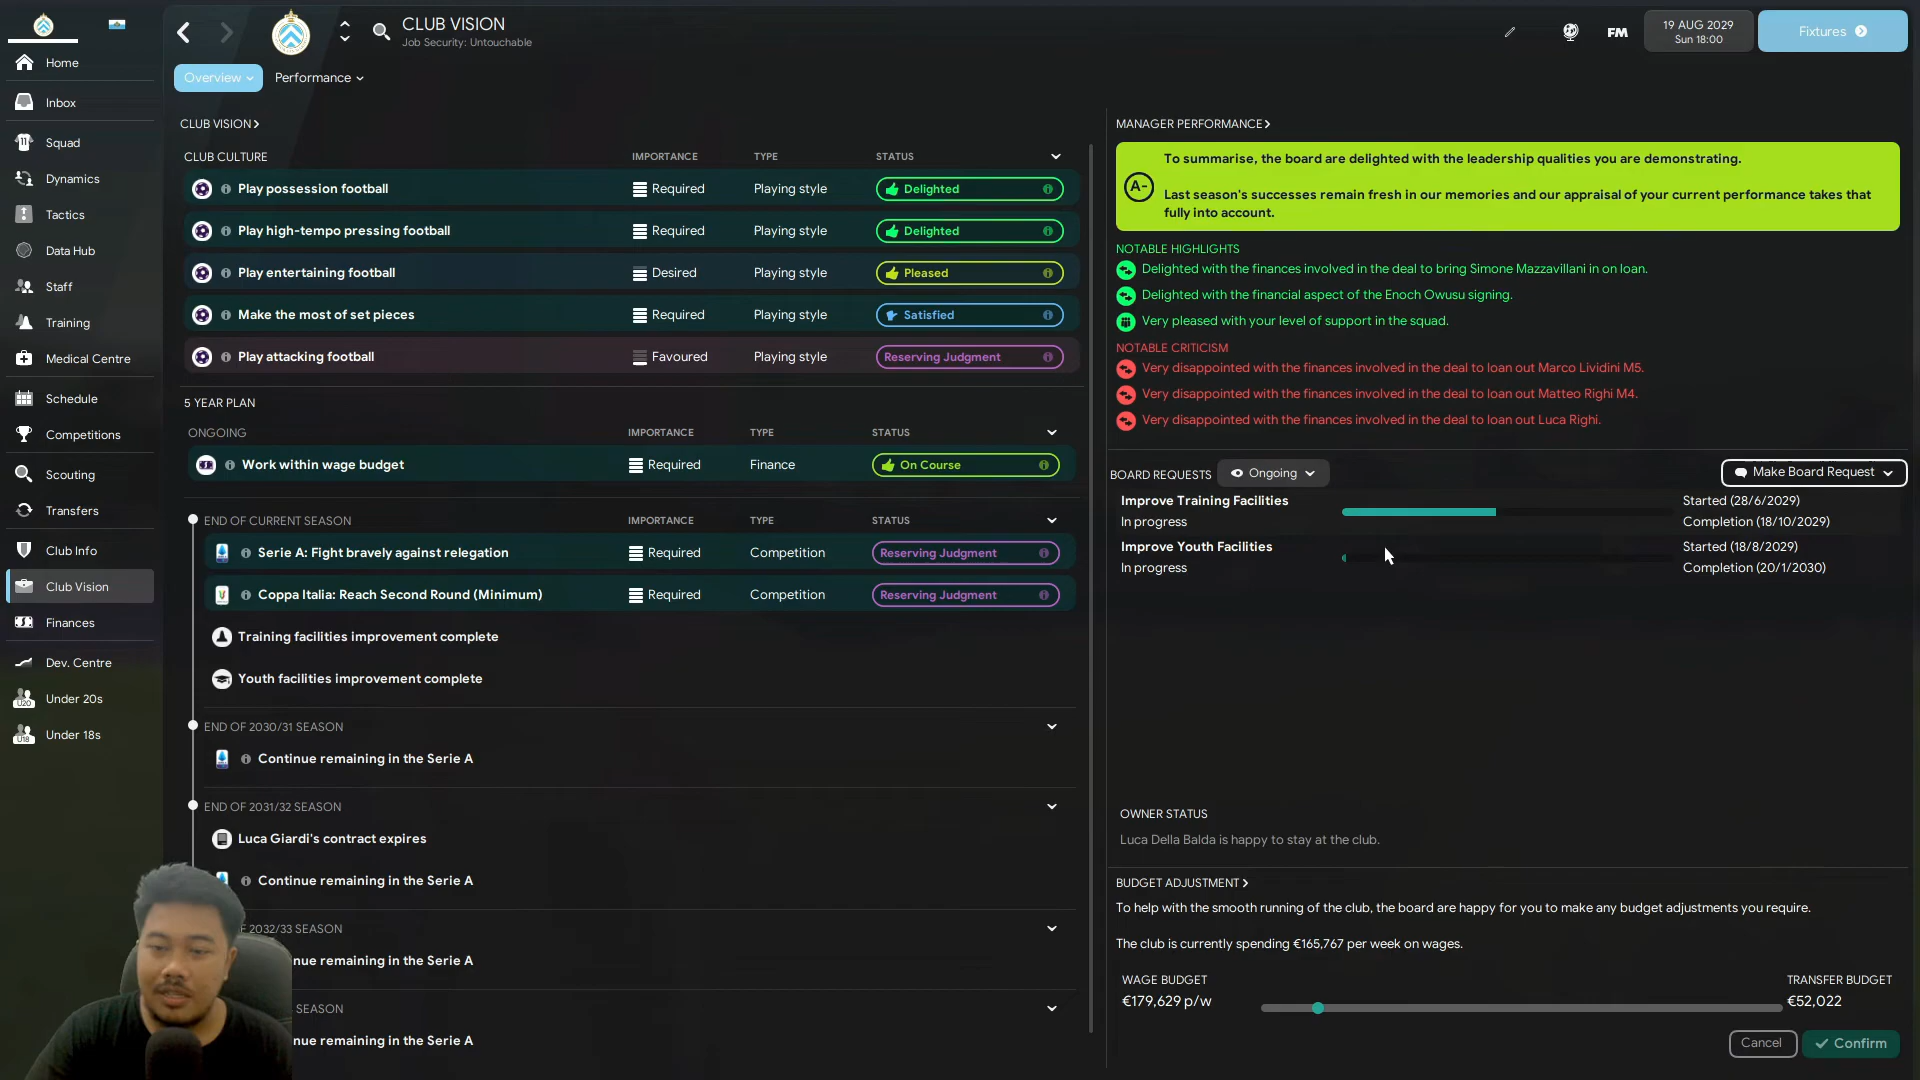 CLUB VISION
Job Security: Untouchable
FM
19 AUG 2029
Sun 18:00
Fixtures
Home
Inbox
Squad
Dynamics
Tactics
Data Hub
Staff
Training
Medical Centre
Schedule
Competitions
Scouting
Transfers
Club Info
Club Vision
Finances
Dev. Centre
U20
Under 20s
U18
Under 18s
Overview
Performance
CLUB VISION
CLUB CULTURE IMPORTANCE TYPE STATUS
Play possession football Required Playing style Delighted
Play high-tempo pressing football Required Playing style Delighted
Play entertaining football Desired Playing style Pleased
Make the most of set pieces Required Playing style Satisfied
Play attacking football Favoured Playing style Reserving Judgment
5 YEAR PLAN
ONGOING IMPORTANCE TYPE STATUS
Work within wage budget Required Finance On Course
END OF CURRENT SEASON IMPORTANCE TYPE STATUS
Serie A: Fight bravely against relegation Required Competition Reserving Judgment
Coppa Italia: Reach Second Round (Minimum) Required Competition Reserving Judgment
Training facilities improvement complete
Youth facilities improvement complete
END OF 2030/31 SEASON
Continue remaining in the Serie A
END OF 2031/32 SEASON
Luca Giardi's contract expires
Continue remaining in the Serie A
2032/33 SEASON
nue remaining in the Serie A
SEASON
nue remaining in the Serie A
MANAGER PERFORMANCE
A-
To summarise, the board are delighted with the leadership qualities you are demonstrating.
Last season's successes remain fresh in our memories and our appraisal of your current performance takes that
fully into account.
NOTABLE HIGHLIGHTS
Delighted with the finances involved in the deal to bring Simone Mazzavillani in on loan.
Delighted with the financial aspect of the Enoch Owusu signing.
Very pleased with your level of support in the squad.
NOTABLE CRITICISM
Very disappointed with the finances involved in the deal to loan out Marco Lividini M5.
Very disappointed with the finances involved in the deal to loan out Matteo Righi M4.
Very disappointed with the finances involved in the deal to loan out Luca Righi.
BOARD REQUESTS Ongoing Make Board Request
Improve Training Facilities Started (28/6/2029)
In progress Completion (18/10/2029)
Improve Youth Facilities Started (18/8/2029)
In progress Completion (20/1/2030)
OWNER STATUS
Luca Della Balda is happy to stay at the club.
BUDGET ADJUSTMENT
To help with the smooth running of the club, the board are happy for you to make any budget adjustments you require.
The club is currently spending €165,767 per week on wages.
WAGE BUDGET TRANSFER BUDGET
€179,629 p/w €52,022
Cancel Confirm